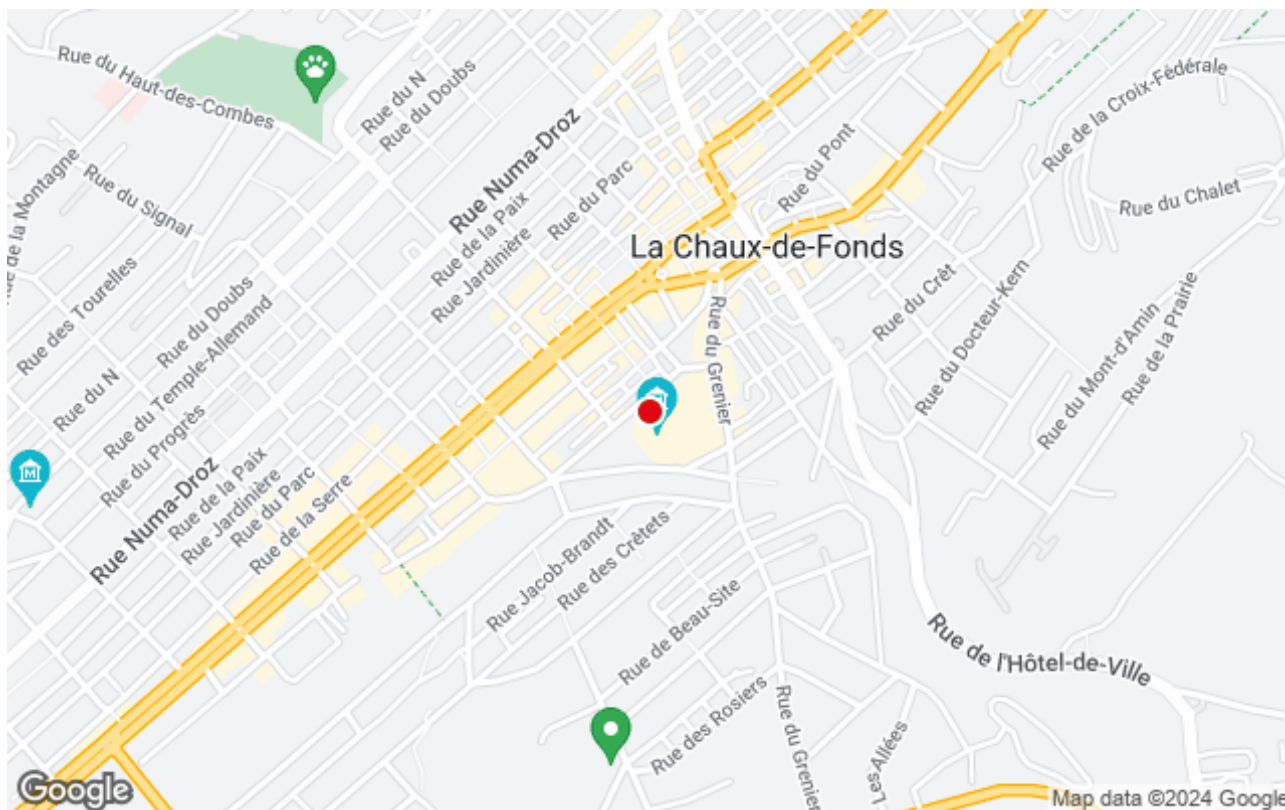 Rue du Haut-des-Combes
Rue du N
Rue du Doubs
Rue de la Croix-Fédérale
Rue de la Montagne
Rue du Signal
Rue Numa-Droz
Rue du Parc
Rue du Pont
Rue du Chalet
Rue de la Paix
Rue Jardinière
La Chaux-de-Fonds
Rue des Tourelles
Rue du Doubs
Rue du Temple-Allemand
Rue du Crêt
Rue du Docteur-Kern
Rue du Mont-d'Amin
Rue de la Prairie
Rue du Grenier
Rue du N
Rue du Progrès
M
Rue Numa-Droz
Rue de la Paix
Rue Jardinière
Rue du Parc
Rue de la Serre
Rue Jacob-Brandt
Rue des Crêtets
Rue de Beau-Site
Rue de l'Hôtel-de-Ville
Rue des Rosiers
Rue du Grenier
Les Allées
Google
Map data ©2024 Google